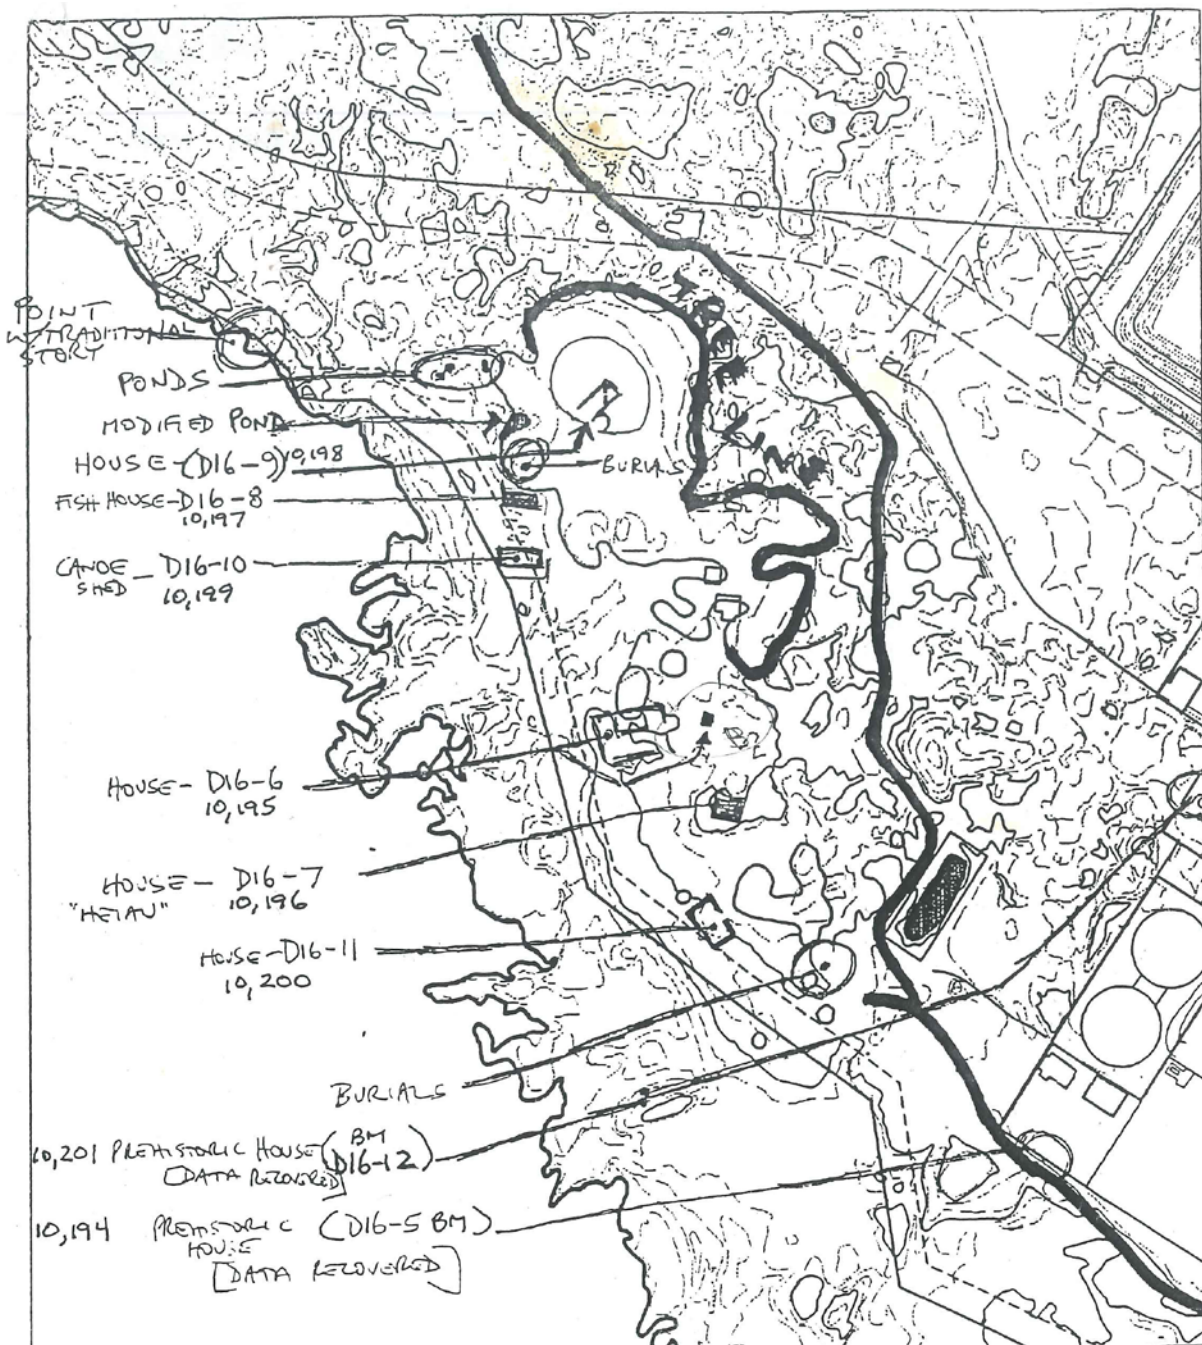 POINT
W/TRADITIONAL
STORY
PONDS
MODIFIED POND
HOUSE-(D16-9) 10,198
BURIALS
FISH HOUSE-D16-8
10,197
CANOE
SHED - D16-10
10,199
TREE
LINE
HOUSE - D16-6
10,195
HOUSE - D16-7
"HEIAU" 10,196
HOUSE-D16-11
10,200
BURIALS
10,201 PREHISTORIC HOUSE (BM
D16-12)
[DATA RECOVERED]
10,194 PREHISTORIC (D16-5 BM)
HOUSE
[DATA RECOVERED]